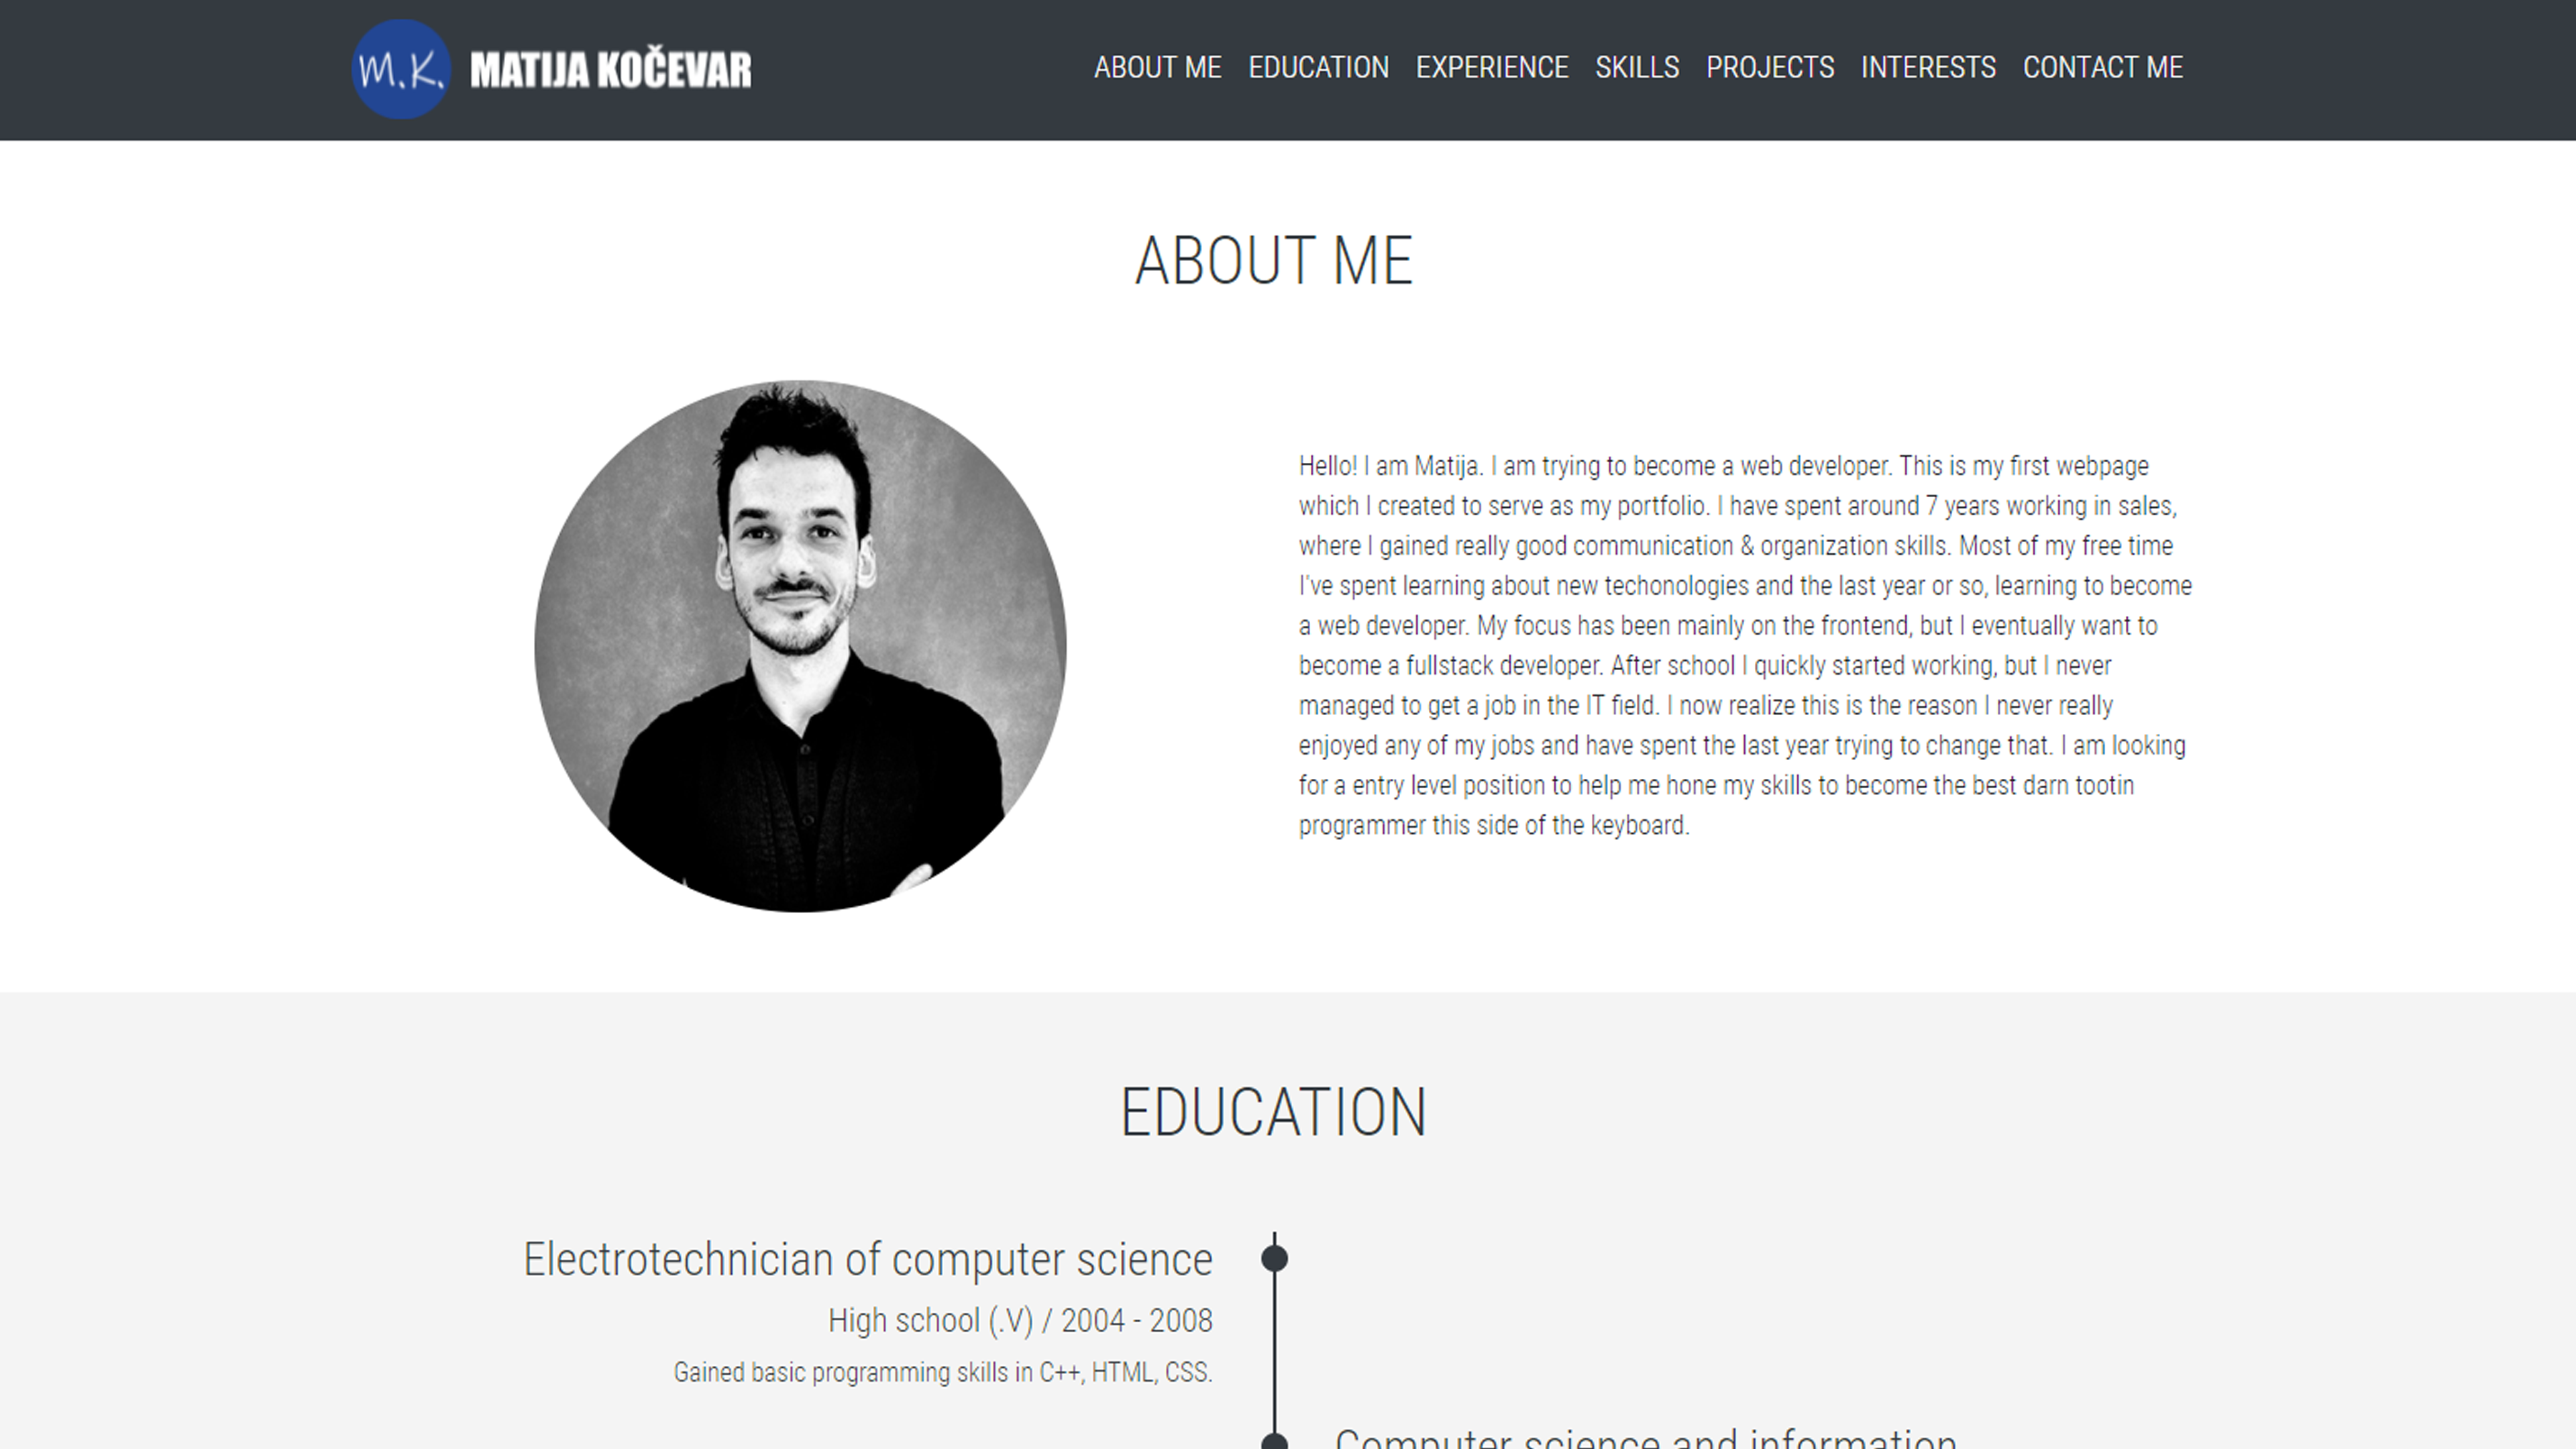 M.K. MATIJA KOČEVAR
ABOUT ME EDUCATION EXPERIENCE SKILLS PROJECTS INTERESTS CONTACT ME
ABOUT ME
Hello! I am Matija. I am trying to become a web developer. This is my first webpage
which I created to serve as my portfolio. I have spent around 7 years working in sales,
where I gained really good communication & organization skills. Most of my free time
I've spent learning about new techonologies and the last year or so, learning to become
a web developer. My focus has been mainly on the frontend, but I eventually want to
become a fullstack developer. After school I quickly started working, but I never
managed to get a job in the IT field. I now realize this is the reason I never really
enjoyed any of my jobs and have spent the last year trying to change that. I am looking
for a entry level position to help me hone my skills to become the best darn tootin
programmer this side of the keyboard.
EDUCATION
Electrotechnician of computer science
High school (.V) / 2004 - 2008
Gained basic programming skills in C++, HTML, CSS.
Computer science and information